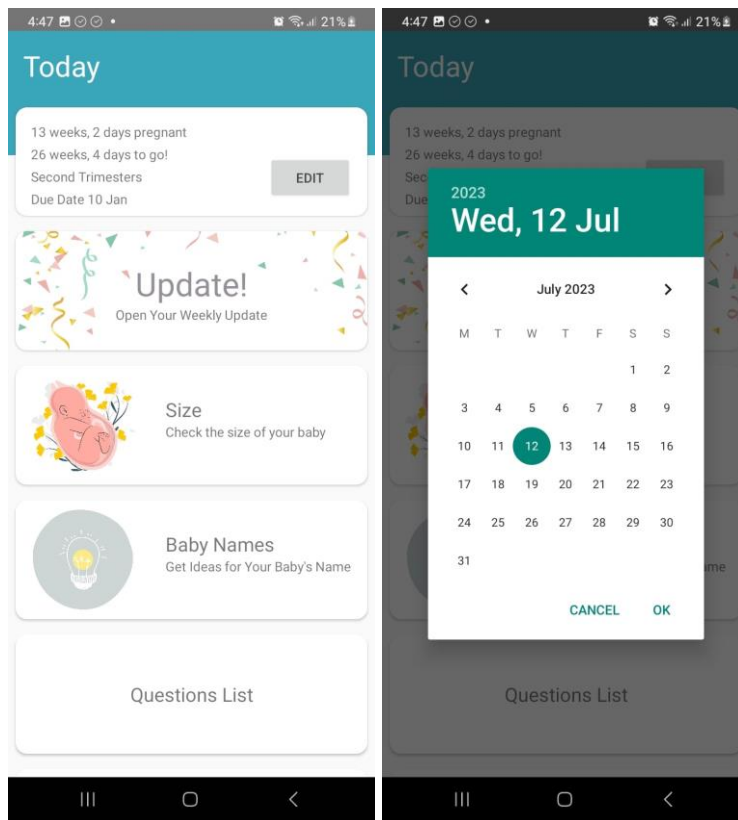 4:47
21%
Today
13 weeks, 2 days pregnant
26 weeks, 4 days to go!
Second Trimesters
Due Date 10 Jan
EDIT
Update!
Open Your Weekly Update
Size
Check the size of your baby
Baby Names
Get Ideas for Your Baby's Name
Questions List
4:47
21%
Today
13 weeks, 2 days pregnant
26 weeks, 4 days to go!
Sec
Due
2023
Wed, 12 Jul
July 2023
M T W T F S S
1 2
3 4 5 6 7 8 9
10 11 12 13 14 15 16
17 18 19 20 21 22 23
24 25 26 27 28 29 30
31
ame
CANCEL OK
Questions List